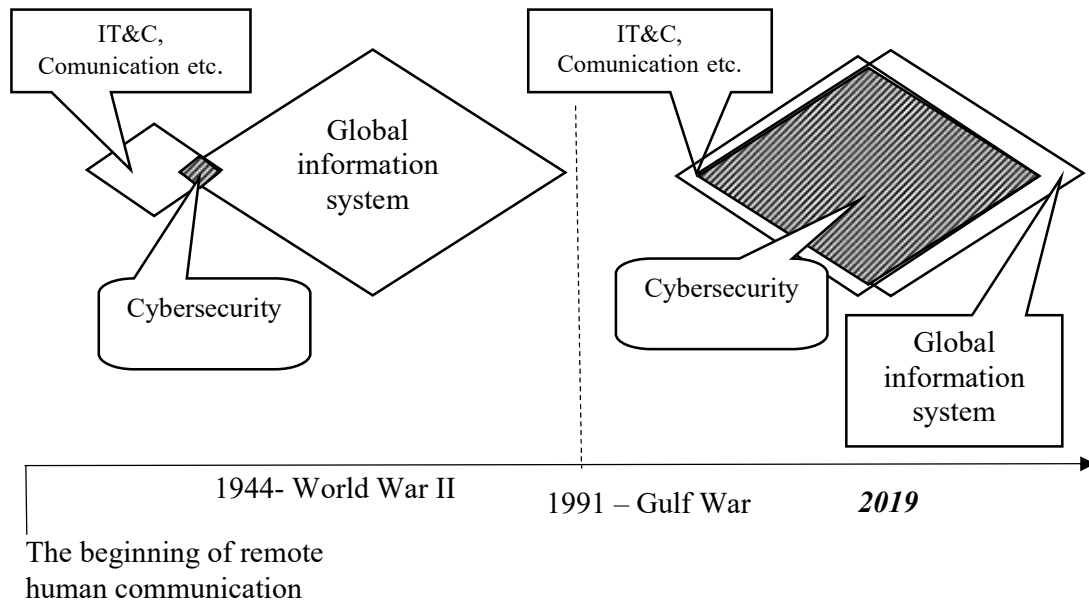 IT&C,
Comunication etc.
Global
information
system
Cybersecurity
IT&C,
Comunication etc.
Cybersecurity
Global
information
system
1944- World War II
1991 – Gulf War
2019
The beginning of remote
human communication